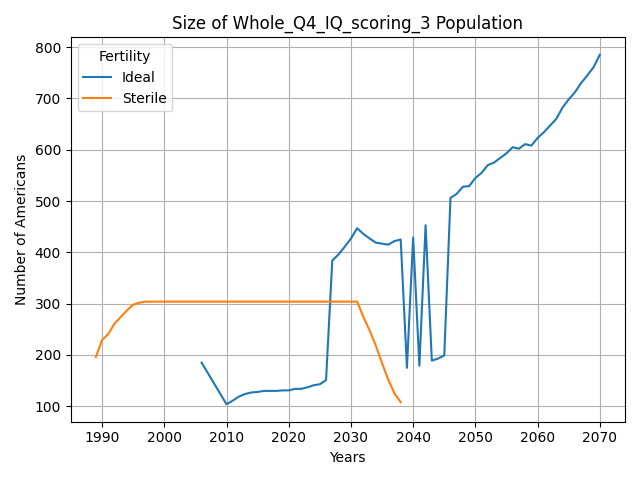 Size of Whole_Q4_IQ_scoring_3 Population
Fertility
Ideal
Sterile
Number of Americans
800
700
600
500
400
300
200
100
1990 2000 2010 2020 2030 2040 2050 2060 2070
Years